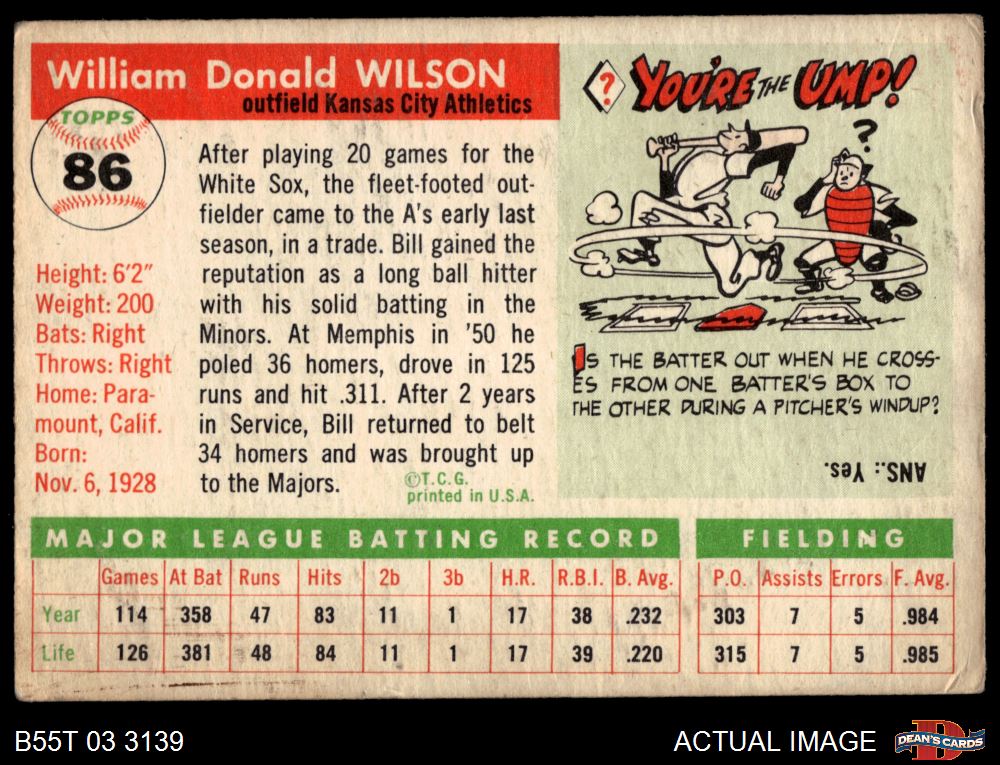 William Donald WILSON
outfield Kansas City Athletics
TOPPS
86
Height: 6'2"
Weight: 200
Bats: Right
Throws: Right
Home: Para-
mount, Calif.
Born:
Nov. 6, 1928
After playing 20 games for the
White Sox, the fleet-footed out-
fielder came to the A's early last
season, in a trade. Bill gained the
reputation as a long ball hitter
with his solid batting in the
Minors. At Memphis in '50 he
poled 36 homers, drove in 125
runs and hit .311. After 2 years
in Service, Bill returned to belt
34 homers and was brought up
to the Majors.
©T.C.G.
printed in U.S.A.
? YOU'RE THE UMP!
?
IS THE BATTER OUT WHEN HE CROSS-
ES FROM ONE BATTER'S BOX TO
THE OTHER DURING A PITCHER'S WINDUP?
ANS.: Yes.
MAJOR LEAGUE BATTING RECORD FIELDING
Games At Bat Runs Hits 2b 3b H.R. R.B.I. B. Avg. P.O. Assists Errors F. Avg.
Year 114 358 47 83 11 1 17 38 .232 303 7 5 .984
Life 126 381 48 84 11 1 17 39 .220 315 7 5 .985
B55T 03 3139 ACTUAL IMAGE DEAN'S CARDS